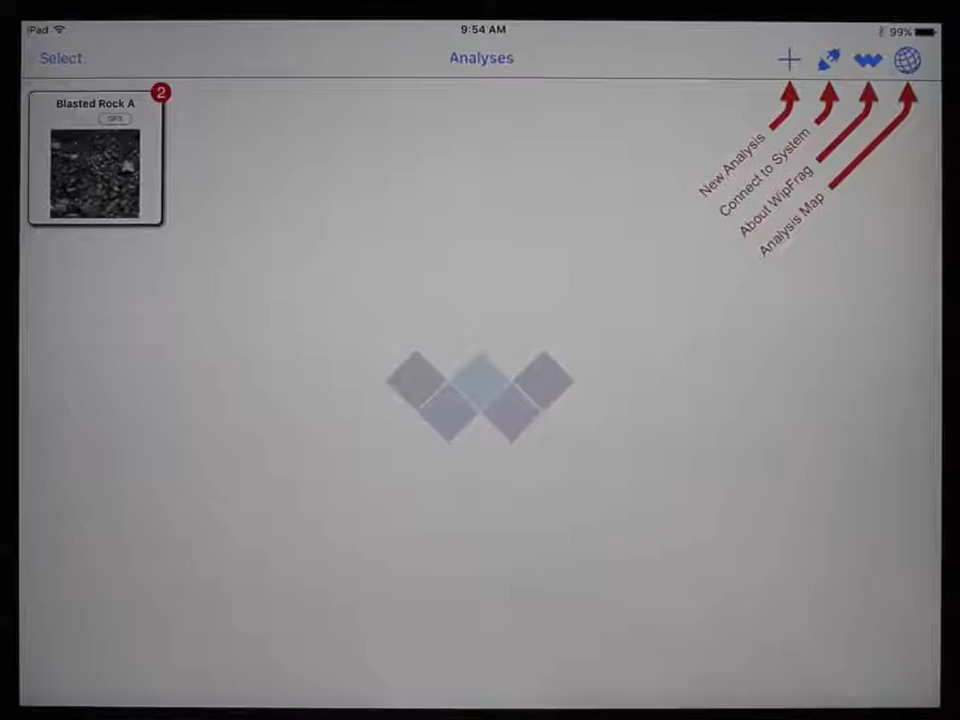 iPad
9:54 AM
99%
Select
Analyses
Blasted Rock A
2
GPS
New Analysis
Connect to System
About WipFrag
Analysis Map